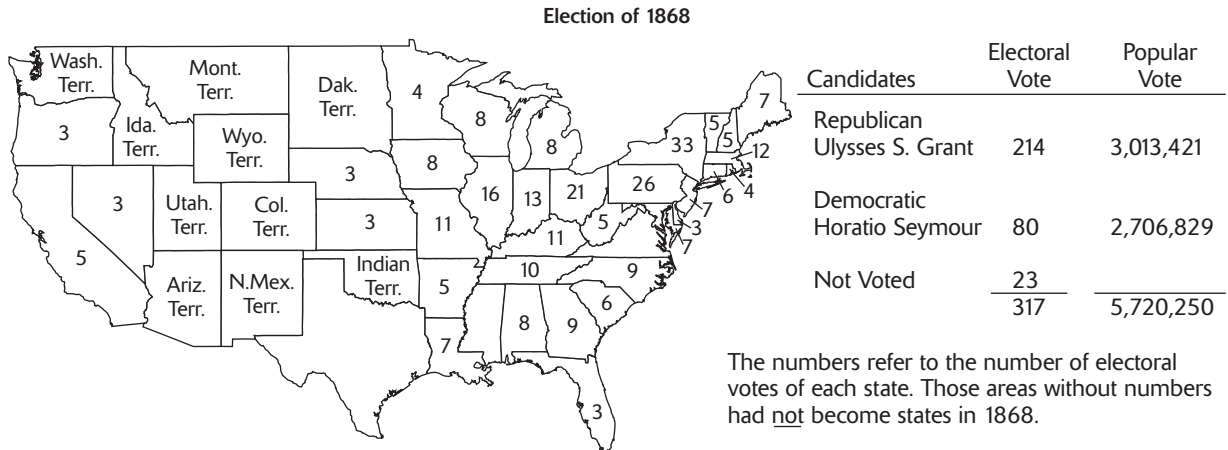 Election of 1868
Wash.
Terr.
Mont.
Terr.
Dak.
Terr.
4
7
3
Ida.
Terr.
Wyo.
Terr.
8
8
5
5
33
12
3
8
3
Utah.
Terr.
Col.
Terr.
3
16
13
21
26
6
4
5
11
11
5
7
3
7
5
Ariz.
Terr.
N.Mex.
Terr.
Indian
Terr.
5
10
9
7
8
9
6
3
Candidates
Electoral
Vote
Popular
Vote
Republican
Ulysses S. Grant 214 3,013,421
Democratic
Horatio Seymour 80 2,706,829
Not Voted 23
317 5,720,250
The numbers refer to the number of electoral
votes of each state. Those areas without numbers
had not become states in 1868.